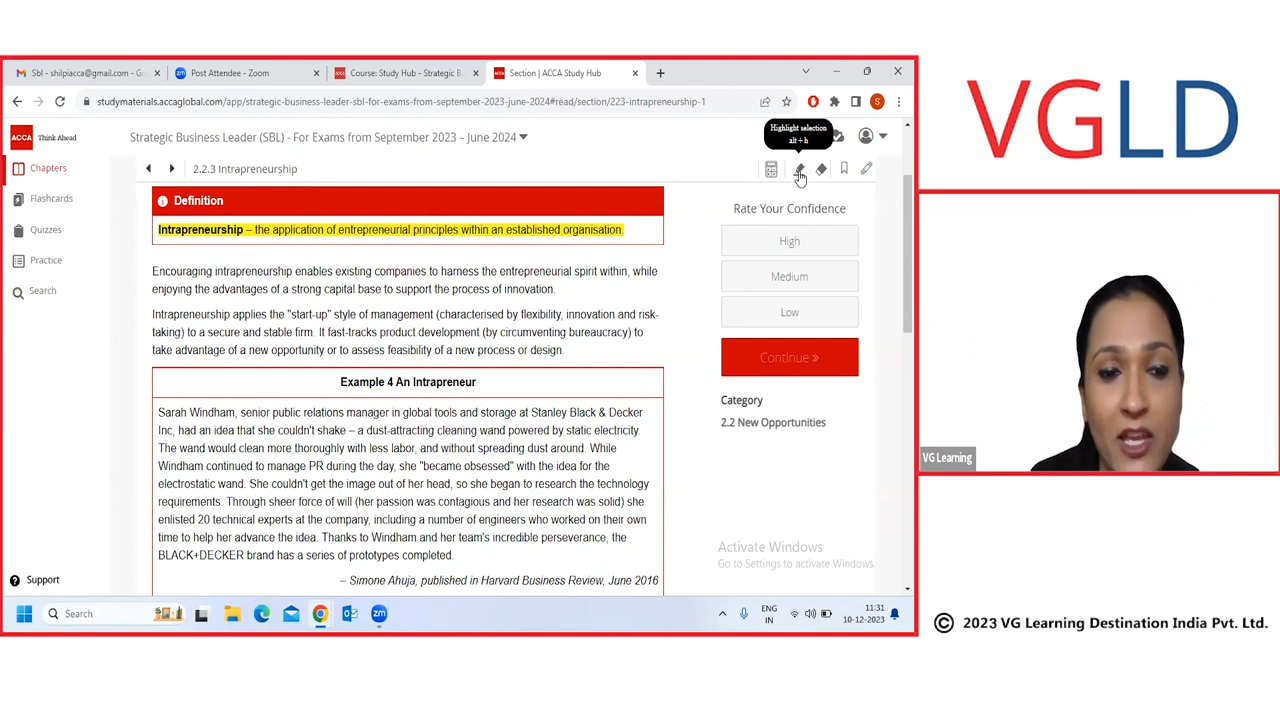 Sbl - shilpiacca@gmail.com - G
Post Attendee - Zoom
Course: Study Hub - Strategic B
Section | ACCA Study Hub
studymaterials.accaglobal.com/app/strategic-business-leader-sbl-for-exams-from-september-2023-june-2024#read/section/223-intrapreneurship-1
S
ACCA
Think Ahead
Strategic Business Leader (SBL) - For Exams from September 2023 – June 2024
Highlight selection
alt+h
Chapters
Flashcards
Quizzes
Practice
Search
Support
2.2.3 Intrapreneurship
Definition
Intrapreneurship – the application of entrepreneurial principles within an established organisation.
Encouraging intrapreneurship enables existing companies to harness the entrepreneurial spirit within, while
enjoying the advantages of a strong capital base to support the process of innovation.
Intrapreneurship applies the "start-up" style of management (characterised by flexibility, innovation and risk-
taking) to a secure and stable firm. It fast-tracks product development (by circumventing bureaucracy) to
take advantage of a new opportunity or to assess feasibility of a new process or design.
Example 4 An Intrapreneur
Sarah Windham, senior public relations manager in global tools and storage at Stanley Black & Decker
Inc, had an idea that she couldn't shake – a dust-attracting cleaning wand powered by static electricity.
The wand would clean more thoroughly with less labor, and without spreading dust around. While
Windham continued to manage PR during the day, she "became obsessed" with the idea for the
electrostatic wand. She couldn't get the image out of her head, so she began to research the technology
requirements. Through sheer force of will (her passion was contagious and her research was solid) she
enlisted 20 technical experts at the company, including a number of engineers who worked on their own
time to help her advance the idea. Thanks to Windham and her team's incredible perseverance, the
BLACK+DECKER brand has a series of prototypes completed.
– Simone Ahuja, published in Harvard Business Review, June 2016
Rate Your Confidence
High
Medium
Low
Continue »
Category
2.2 New Opportunities
Activate Windows
Go to Settings to activate Windows.
Search
ENG
IN
11:31
10-12-2023
VGLD
VG Learning
© 2023 VG Learning Destination India Pvt. Ltd.